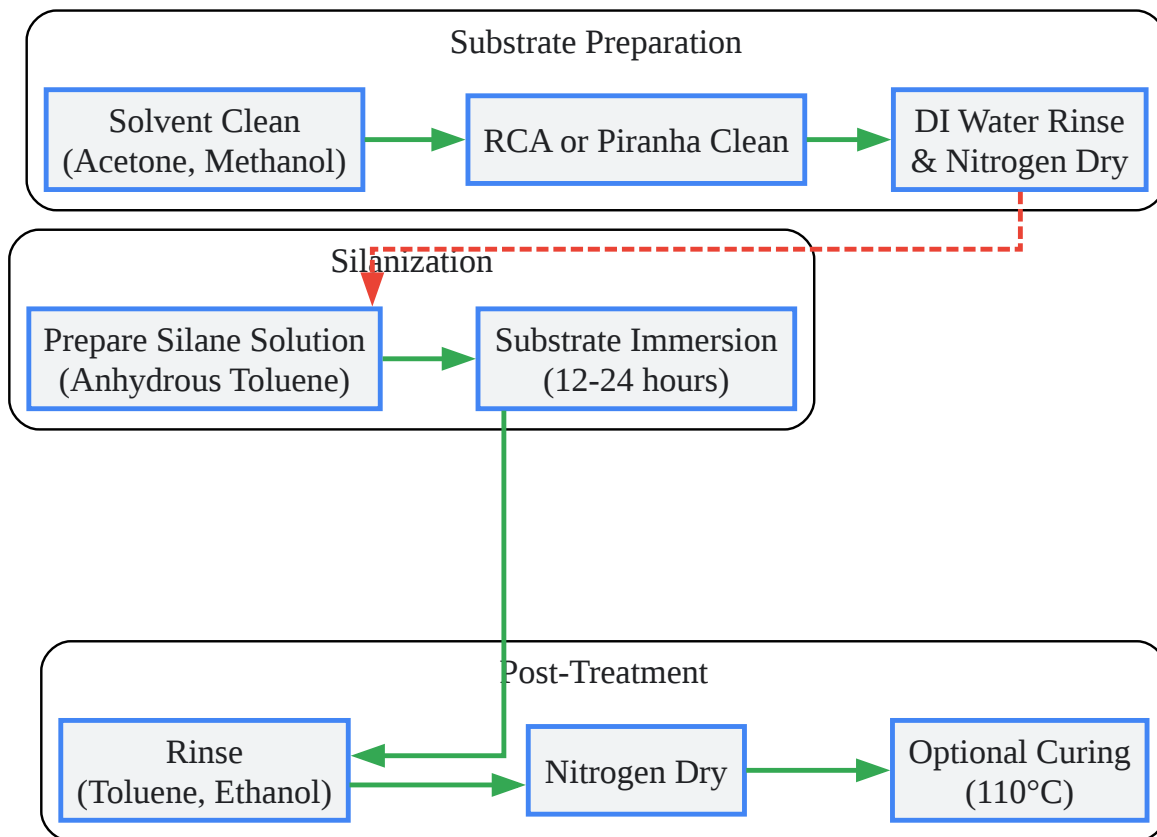 Substrate Preparation
Solvent Clean
(Acetone, Methanol)
RCA or Piranha Clean
DI Water Rinse
& Nitrogen Dry
Silanization
Prepare Silane Solution
(Anhydrous Toluene)
Substrate Immersion
(12-24 hours)
Post-Treatment
Rinse
(Toluene, Ethanol)
Nitrogen Dry
Optional Curing
(110°C)